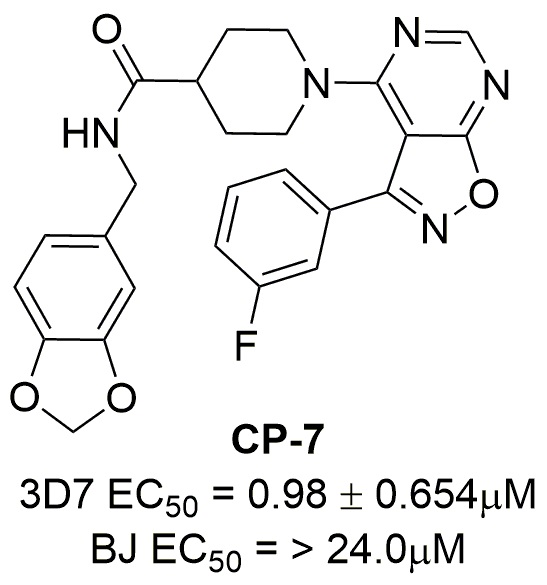 O
N
N
N
HN
O
N
F
O
O
CP-7
3D7 EC₅₀ = 0.98 ± 0.654μM
BJ EC₅₀ = > 24.0μM